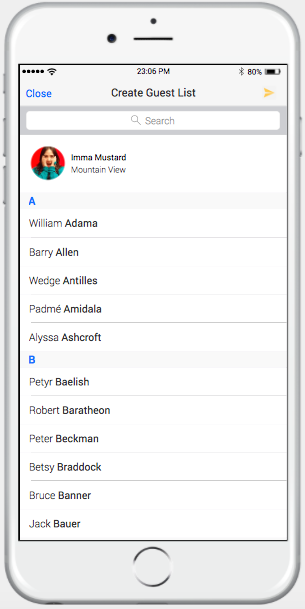 23:06 PM 80%
Close Create Guest List
Search
Imma Mustard
Mountain View
A
William Adama
Barry Allen
Wedge Antilles
Padmé Amidala
Alyssa Ashcroft
B
Petyr Baelish
Robert Baratheon
Peter Beckman
Betsy Braddock
Bruce Banner
Jack Bauer